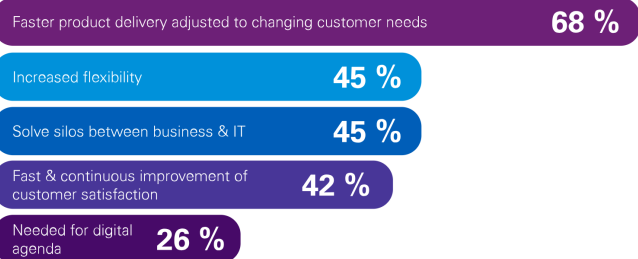 Faster product delivery adjusted to changing customer needs 68 %
Increased flexibility 45 %
Solve silos between business & IT 45 %
Fast & continuous improvement of
customer satisfaction 42 %
Needed for digital
agenda 26 %